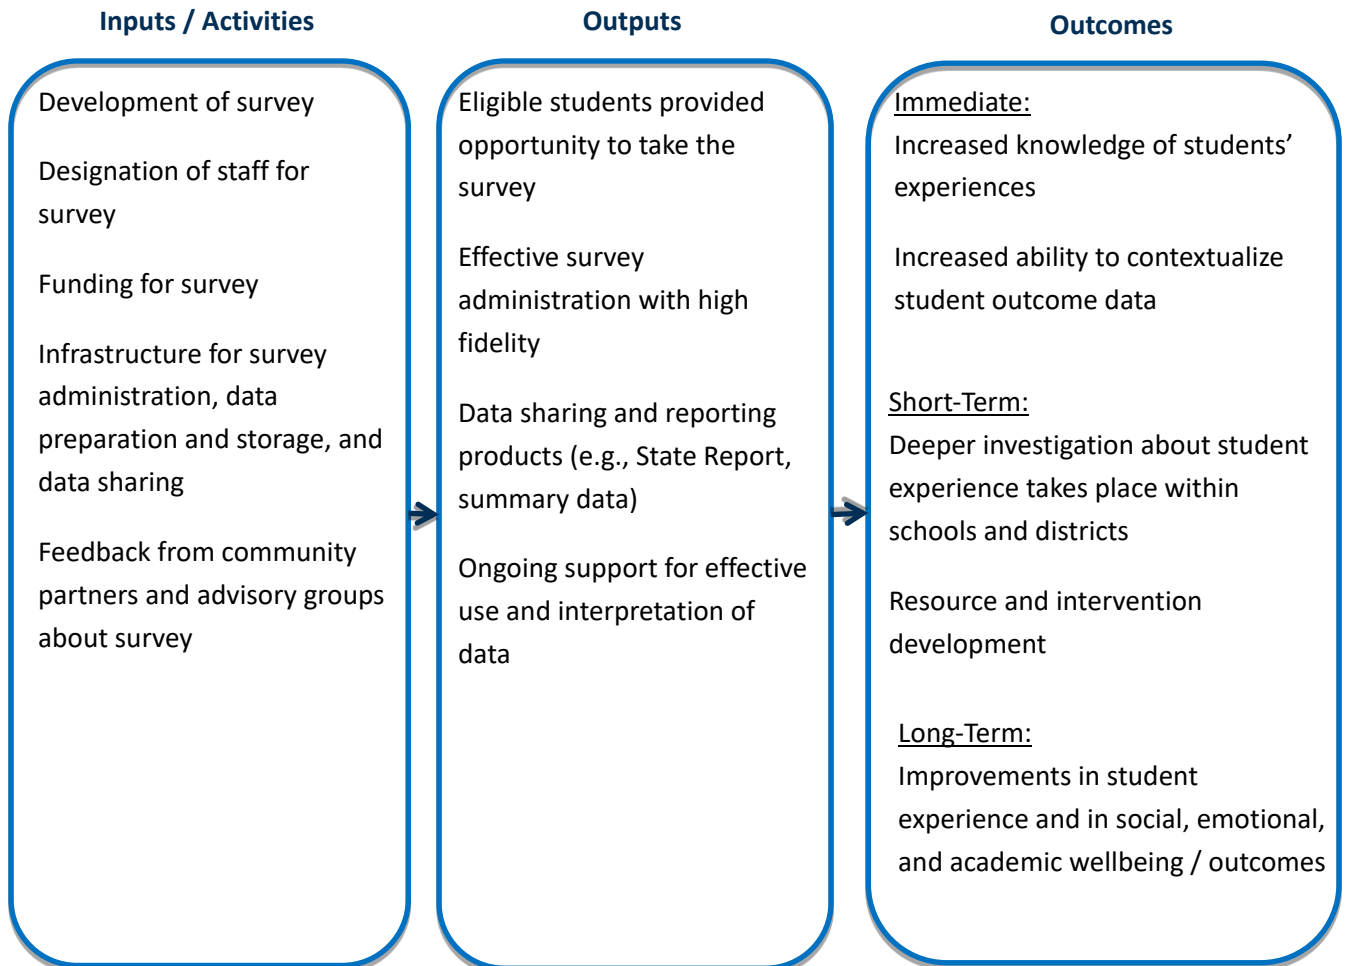 Inputs / Activities
Development of survey
Designation of staff for
survey
Funding for survey
Infrastructure for survey
administration, data
preparation and storage, and
data sharing
Feedback from community
partners and advisory groups
about survey
Outputs
Eligible students provided
opportunity to take the
survey
Effective survey
administration with high
fidelity
Data sharing and reporting
products (e.g., State Report,
summary data)
Ongoing support for effective
use and interpretation of
data
Outcomes
Immediate:
Increased knowledge of students’
experiences
Increased ability to contextualize
student outcome data
Short-Term:
Deeper investigation about student
experience takes place within
schools and districts
Resource and intervention
development
Long-Term:
Improvements in student
experience and in social, emotional,
and academic wellbeing / outcomes